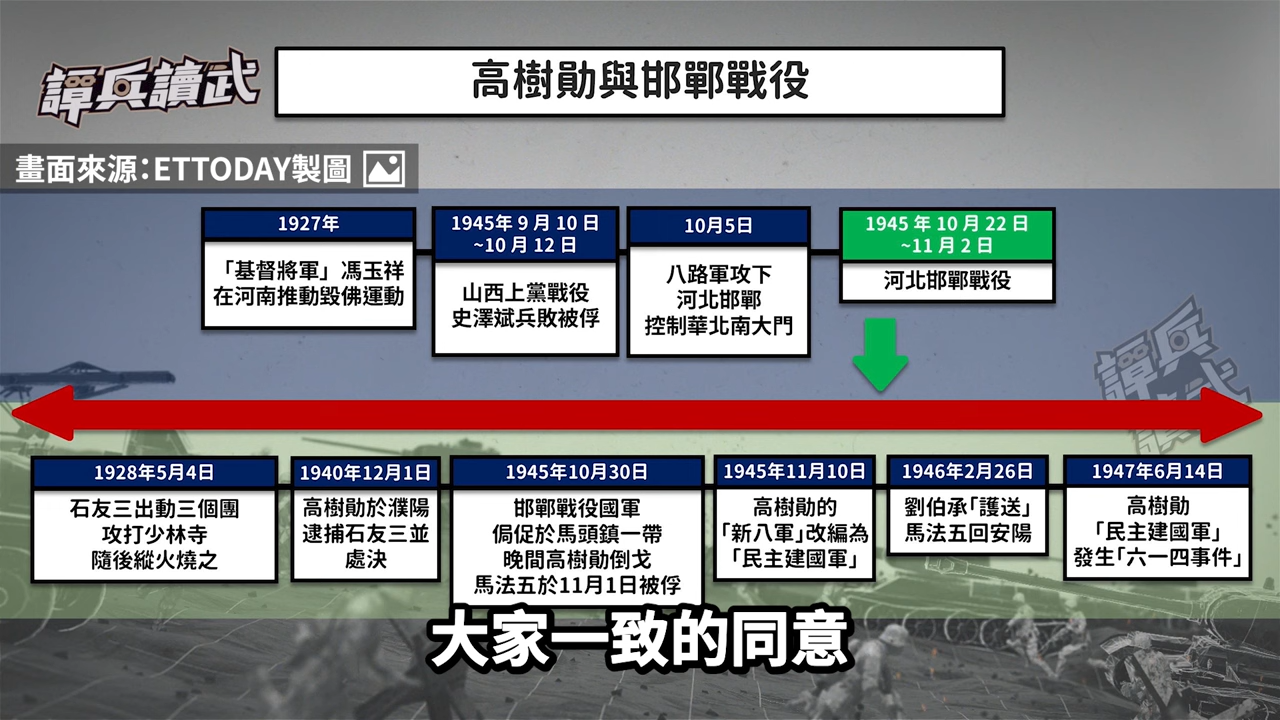 譚兵讀武
高樹勛與邯鄲戰役
畫面來源：ETTODAY製圖
1927年
「基督將軍」馮玉祥
在河南推動毀佛運動
1945年9月10日
~10月12日
山西上黨戰役
史澤斌兵敗被俘
10月5日
八路軍攻下
河北邯鄲
控制華北南大門
1945年10月22日
~11月2日
河北邯鄲戰役
譚兵讀武
1928年5月4日
石友三出動三個團
攻打少林寺
隨後縱火燒之
1940年12月1日
高樹勛於濮陽
逮捕石友三並
處決
1945年10月30日
邯鄲戰役國軍
侷促於馬頭鎮一帶
晚間高樹勛倒戈
馬法五於11月1日被俘
1945年11月10日
高樹勛的
「新八軍」改編為
「民主建國軍」
1946年2月26日
劉伯承「護送」
馬法五回安陽
1947年6月14日
高樹勛
「民主建國軍」
發生「六一四事件」
大家一致的同意